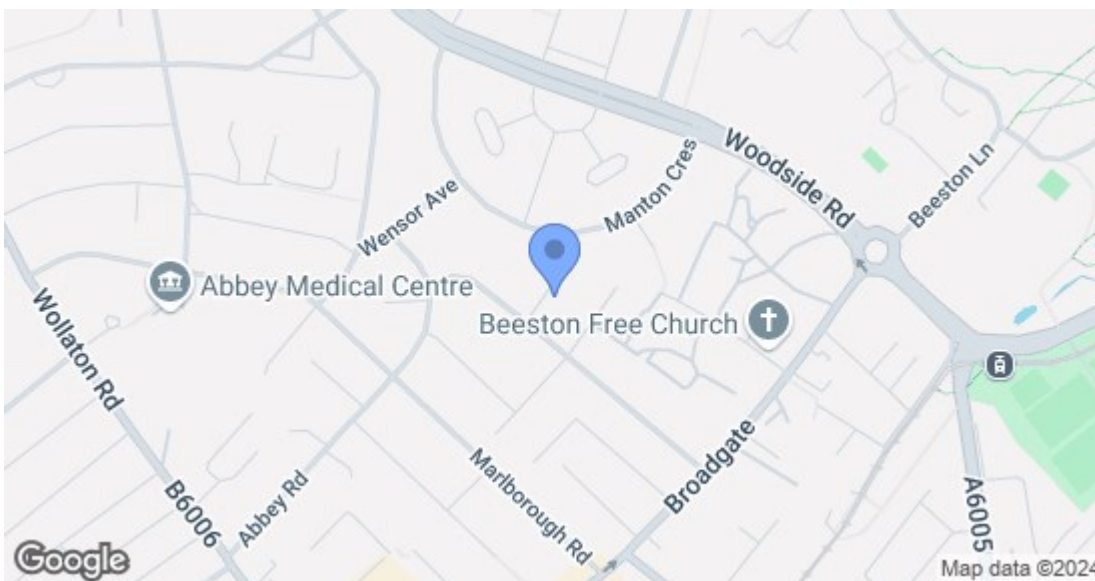 Woodside Rd
Beeston Ln
Manton Cres
Wensor Ave
Abbey Medical Centre
Beeston Free Church
Wollaton Rd
B6006
Abbey Rd
Marlborough Rd
Broadgate
A6005
Google
Map data ©2024